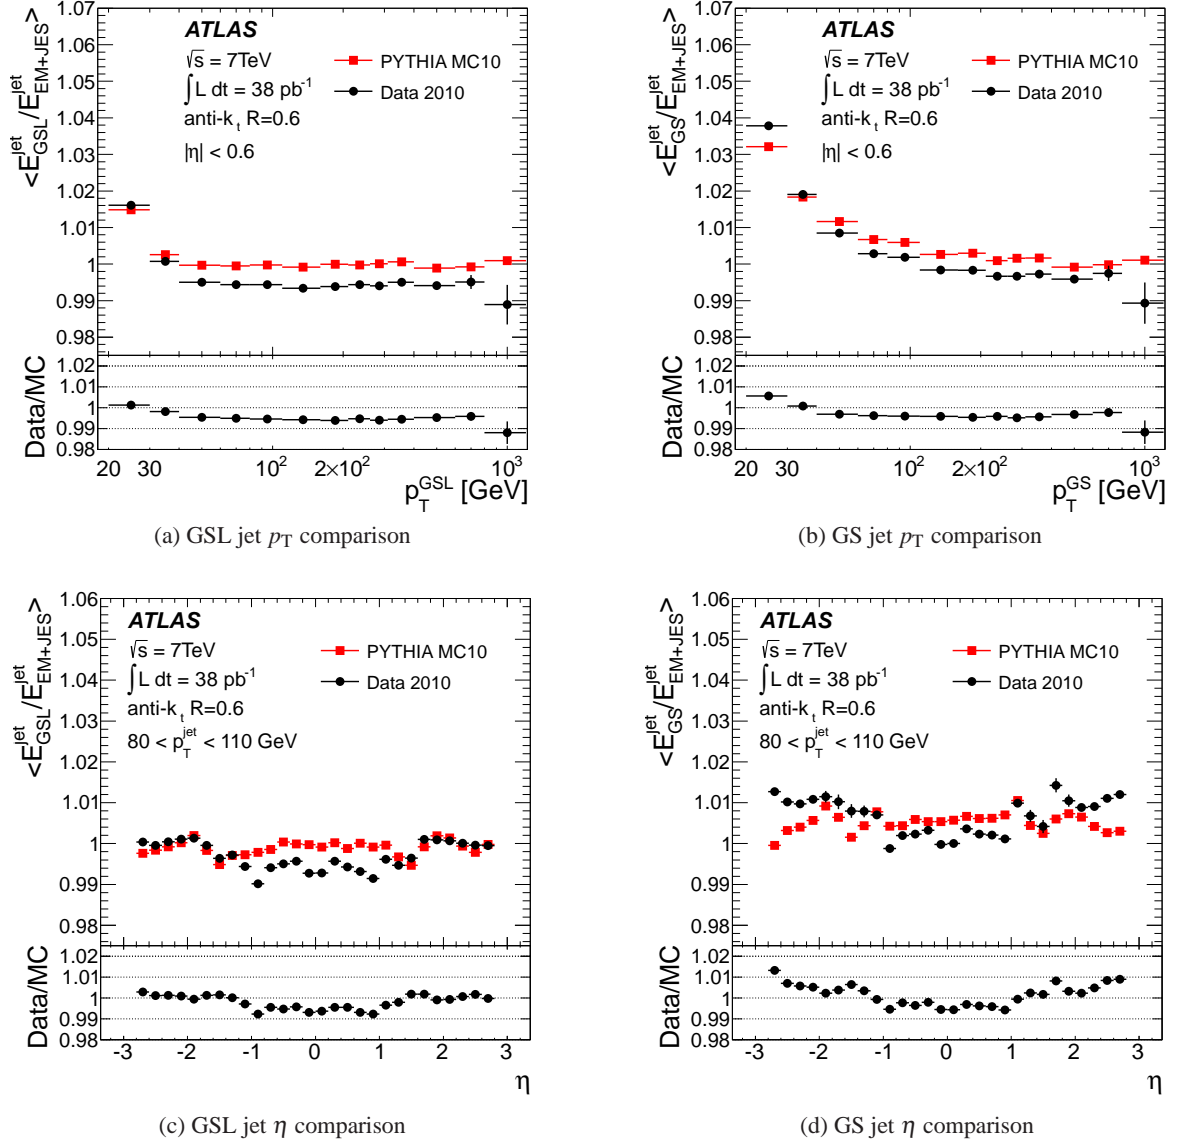 <E^jet_GSL/E^jet_EM+JES>
1.07
1.06
1.05
1.04
1.03
1.02
1.01
1
0.99
0.98
ATLAS
√s = 7TeV
∫L dt = 38 pb⁻¹
anti-k_t R=0.6
|η| < 0.6
PYTHIA MC10
Data 2010
Data/MC
1.02
1.01
1
0.99
0.98
20 30 10² 2×10² 10³
p_T^GSL [GeV]
(a) GSL jet p_T comparison
<E^jet_GS/E^jet_EM+JES>
1.07
1.06
1.05
1.04
1.03
1.02
1.01
1
0.99
0.98
ATLAS
√s = 7TeV
∫L dt = 38 pb⁻¹
anti-k_t R=0.6
|η| < 0.6
PYTHIA MC10
Data 2010
Data/MC
1.02
1.01
1
0.99
0.98
20 30 10² 2×10² 10³
p_T^GS [GeV]
(b) GS jet p_T comparison
<E^jet_GSL/E^jet_EM+JES>
1.06
1.05
1.04
1.03
1.02
1.01
1
0.99
0.98
ATLAS
√s = 7TeV
∫L dt = 38 pb⁻¹
anti-k_t R=0.6
80 < p_T^jet < 110 GeV
PYTHIA MC10
Data 2010
Data/MC
1.02
1.01
1
0.99
0.98
-3 -2 -1 0 1 2 3
η
(c) GSL jet η comparison
<E^jet_GS/E^jet_EM+JES>
1.06
1.05
1.04
1.03
1.02
1.01
1
0.99
0.98
ATLAS
√s = 7TeV
∫L dt = 38 pb⁻¹
anti-k_t R=0.6
80 < p_T^jet < 110 GeV
PYTHIA MC10
Data 2010
Data/MC
1.02
1.01
1
0.99
0.98
-3 -2 -1 0 1 2 3
η
(d) GS jet η comparison